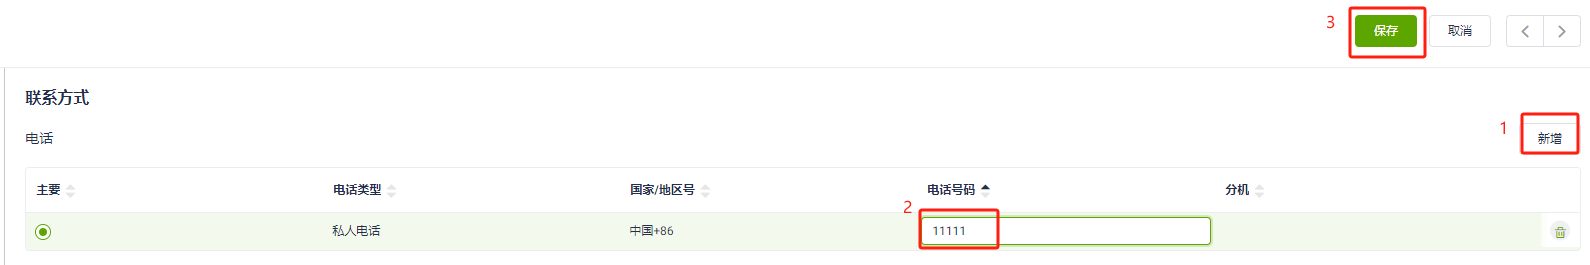 3 保存 取消
联系方式
电话 1 新增
主要 电话类型 国家/地区号 电话号码 分机
2
私人电话 中国+86 11111